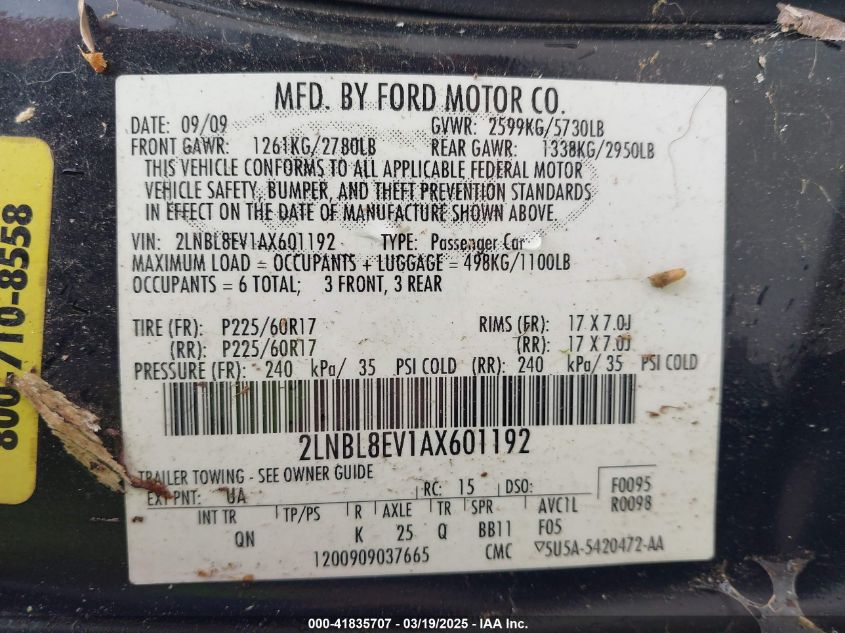 MFD. BY FORD MOTOR CO.
DATE: 09/09 GVWR: 2599KG/5730LB
FRONT GAWR: 1261KG/2780LB REAR GAWR: 1338KG/2950LB
THIS VEHICLE CONFORMS TO ALL APPLICABLE FEDERAL MOTOR
VEHICLE SAFETY, BUMPER, AND THEFT PREVENTION STANDARDS
IN EFFECT ON THE DATE OF MANUFACTURE SHOWN ABOVE.
VIN: 2LNBL8EV1AX601192 TYPE: Passenger Car
MAXIMUM LOAD = OCCUPANTS + LUGGAGE = 498KG/1100LB
OCCUPANTS = 6 TOTAL; 3 FRONT, 3 REAR
TIRE (FR): P225/60R17 RIMS (FR): 17 X 7.0J
(RR): P225/60R17 (RR): 17 X 7.0J
PRESSURE (FR): 240 kPa/ 35 PSI COLD (RR): 240 kPa/ 35 PSI COLD
2LNBL8EV1AX601192
TRAILER TOWING - SEE OWNER GUIDE
EXT PNT: UA RC: 15 DSO: F0095
R0098
INT TR TP/PS R AXLE TR SPR AVC1L
QN K 25 Q BB11 F05
1200909037665 CMC 5U5A-5420472-AA
-8558
000-41835707 - 03/19/2025 - IAA Inc.